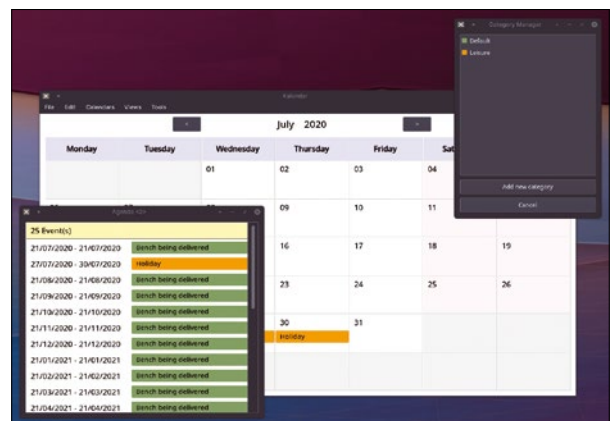 Category Manager
Default
Leisure
Add new category
Cancel
Kalendar
File Edit Calendars Views Tools
July 2020
Monday Tuesday Wednesday Thursday Friday
01 02 03 04
09 10 11
16 17 18 19
23 24 25 26
30 31
Holiday
Agenda
25 Event(s)
21/07/2020 - 21/07/2020 Bench being delivered
27/07/2020 - 30/07/2020 Holiday
21/08/2020 - 21/08/2020 Bench being delivered
21/09/2020 - 21/09/2020 Bench being delivered
21/10/2020 - 21/10/2020 Bench being delivered
21/11/2020 - 21/11/2020 Bench being delivered
21/12/2020 - 21/12/2020 Bench being delivered
21/01/2021 - 21/01/2021 Bench being delivered
21/02/2021 - 21/02/2021 Bench being delivered
21/03/2021 - 21/03/2021 Bench being delivered
21/04/2021 - 21/04/2021 Bench being delivered